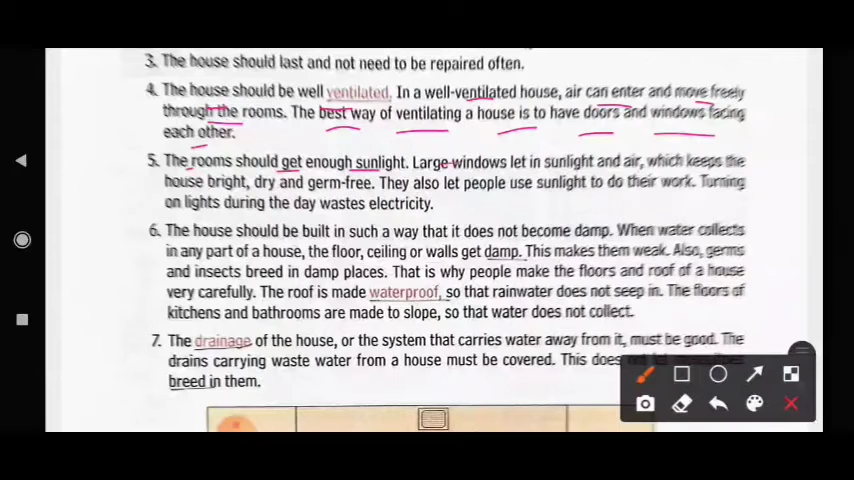 3. The house should last and not need to be repaired often.
4. The house should be well ventilated. In a well-ventilated house, air can enter and move freely
through the rooms. The best way of ventilating a house is to have doors and windows facing
each other.
5. The rooms should get enough sunlight. Large windows let in sunlight and air, which keeps the
house bright, dry and germ-free. They also let people use sunlight to do their work. Turning
on lights during the day wastes electricity.
6. The house should be built in such a way that it does not become damp. When water collects
in any part of a house, the floor, ceiling or walls get damp. This makes them weak. Also, germs
and insects breed in damp places. That is why people make the floors and roof of a house
very carefully. The roof is made waterproof, so that rainwater does not seep in. The floors of
kitchens and bathrooms are made to slope, so that water does not collect.
7. The drainage of the house, or the system that carries water away from it, must be good. The
drains carrying waste water from a house must be covered. This does
breed in them.